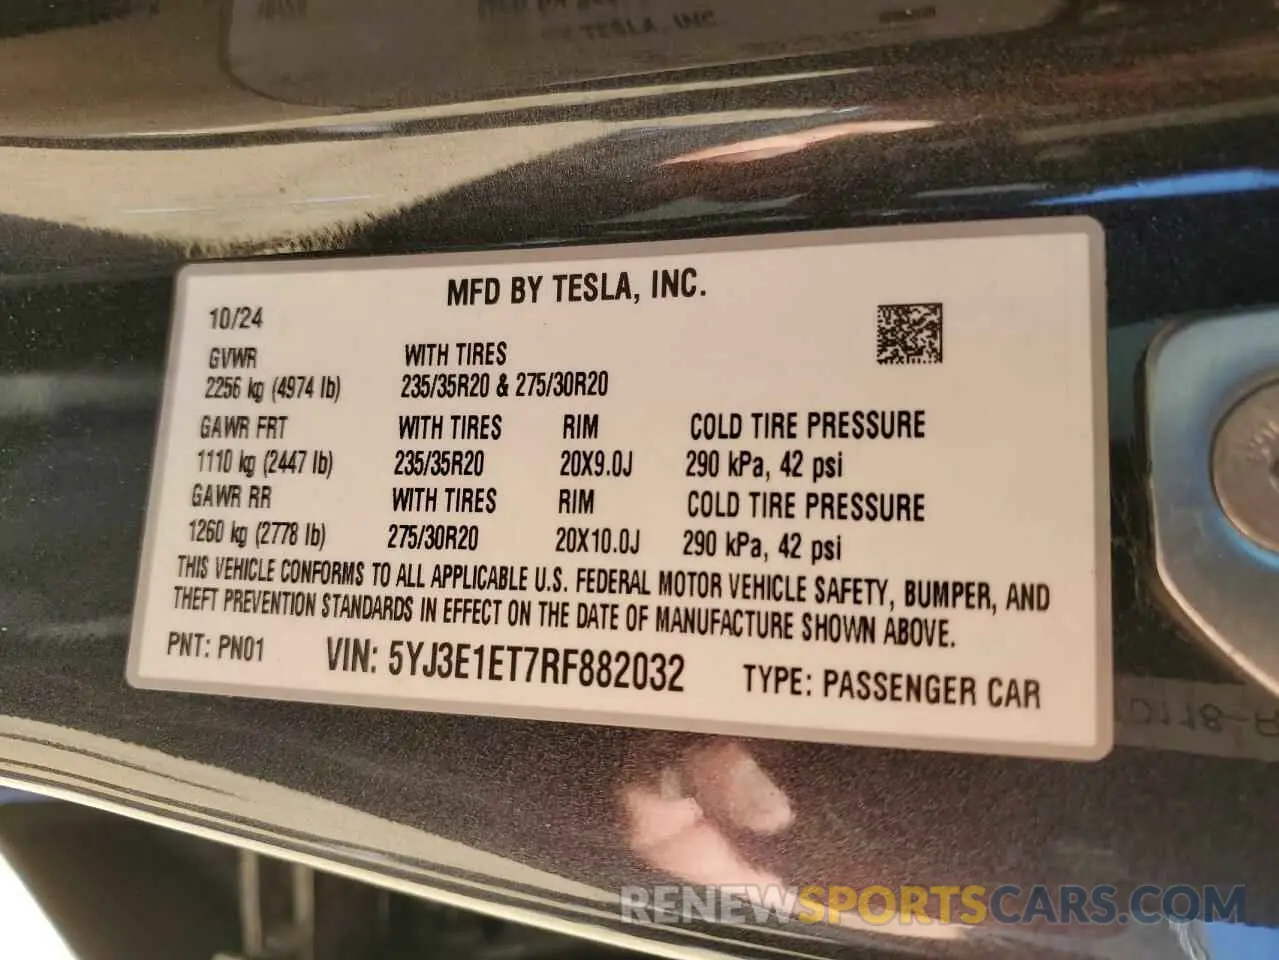 MFD BY TESLA, INC.
10/24
GVWR WITH TIRES
2256 kg (4974 lb) 235/35R20 & 275/30R20
GAWR FRT WITH TIRES RIM COLD TIRE PRESSURE
1110 kg (2447 lb) 235/35R20 20X9.0J 290 kPa, 42 psi
GAWR RR WITH TIRES RIM COLD TIRE PRESSURE
1260 kg (2778 lb) 275/30R20 20X10.0J 290 kPa, 42 psi
THIS VEHICLE CONFORMS TO ALL APPLICABLE U.S. FEDERAL MOTOR VEHICLE SAFETY, BUMPER, AND
THEFT PREVENTION STANDARDS IN EFFECT ON THE DATE OF MANUFACTURE SHOWN ABOVE.
PNT: PN01 VIN: 5YJ3E1ET7RF882032 TYPE: PASSENGER CAR
RENEWSPORTSCARS.COM